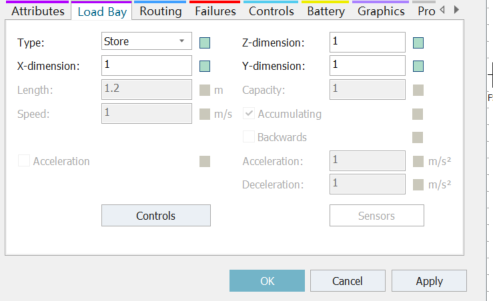 Attributes Load Bay Routing Failures Controls Battery Graphics Pro
Type: Store Z-dimension: 1
X-dimension: 1 Y-dimension: 1
Length: 1.2 m Capacity: 1
Speed: 1 m/s Accumulating
Backwards
Acceleration Acceleration: 1 m/s²
Deceleration: 1 m/s²
Controls Sensors
OK Cancel Apply